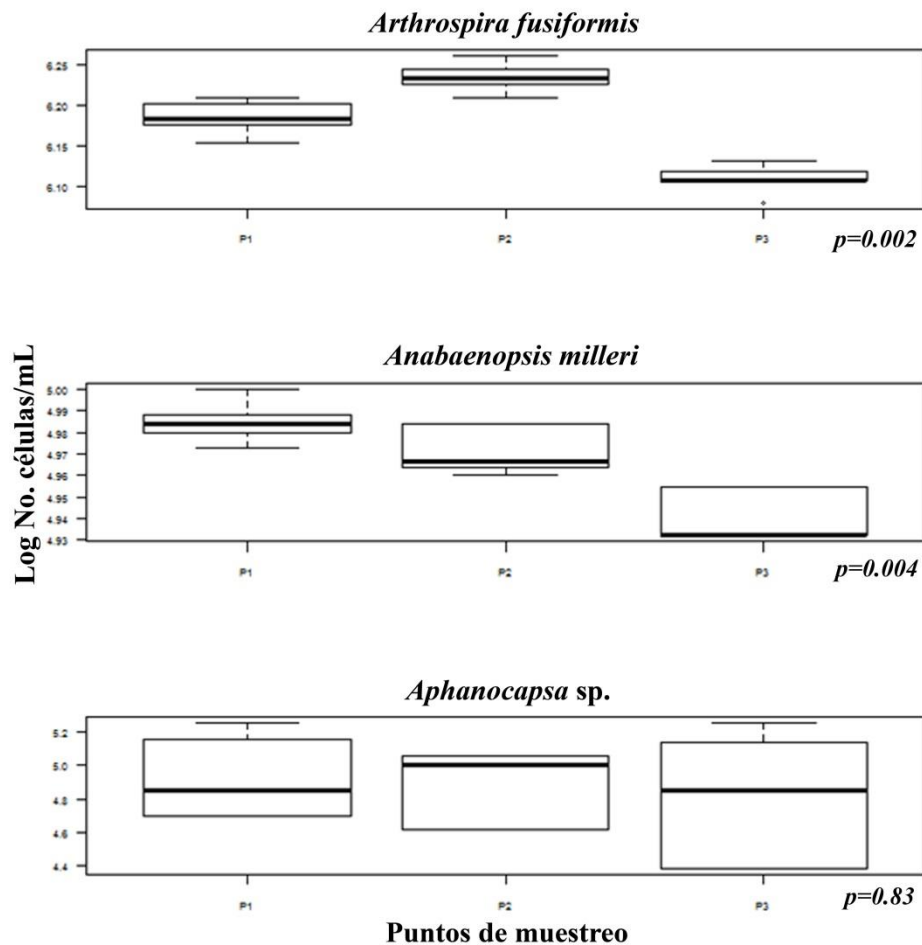 Arthrospira fusiformis
6.25
6.20
6.15
6.10
P1 P2 P3
p=0.002
Anabaenopsis milleri
Log No. células/mL
5.00
4.99
4.98
4.97
4.96
4.95
4.94
4.93
P1 P2 P3
p=0.004
Aphanocapsa sp.
5.2
5.0
4.8
4.6
4.4
P1 P2 P3
p=0.83
Puntos de muestreo